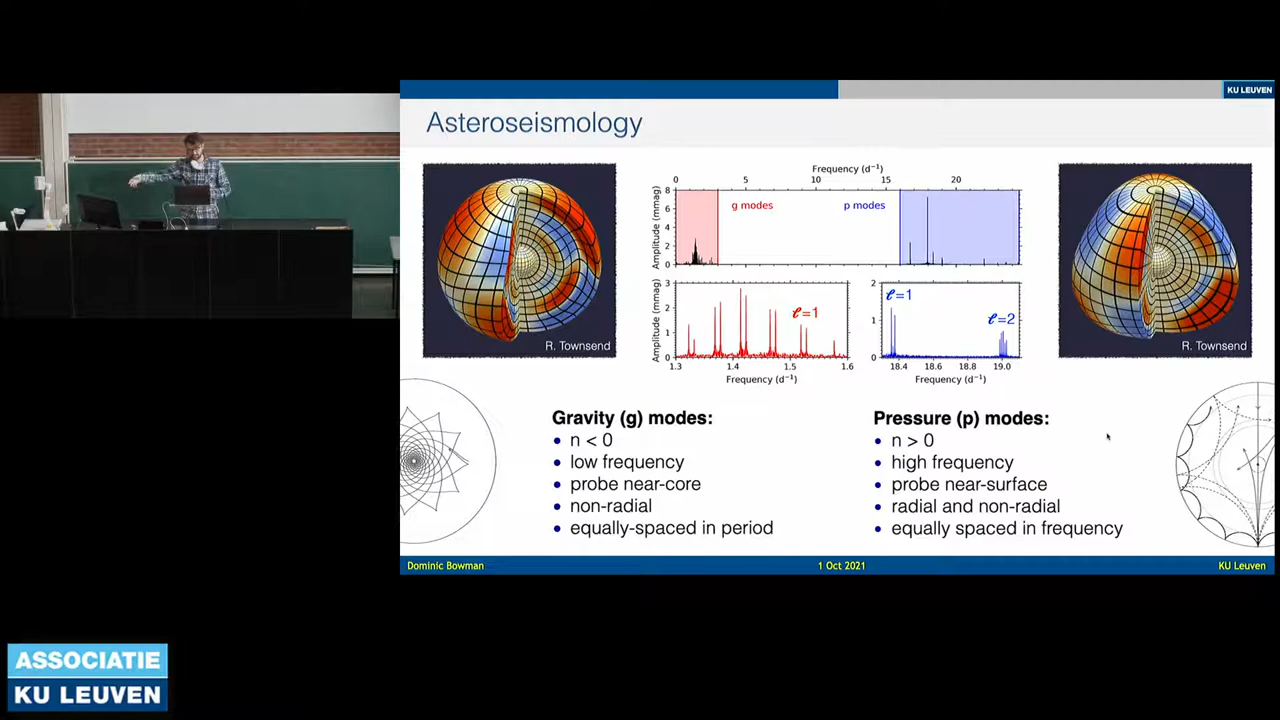 KU LEUVEN
Asteroseismology
Frequency (d⁻¹)
0 5 10 15 20
8
6
4
2
0
Amplitude (mmag)
g modes
p modes
R. Townsend
3
2
1
0
Amplitude (mmag)
ℓ=1
1.3 1.4 1.5 1.6
Frequency (d⁻¹)
2
1
0
ℓ=1
ℓ=2
18.4 18.6 18.8 19.0
Frequency (d⁻¹)
R. Townsend
Gravity (g) modes:
• n < 0
• low frequency
• probe near-core
• non-radial
• equally-spaced in period
Pressure (p) modes:
• n > 0
• high frequency
• probe near-surface
• radial and non-radial
• equally spaced in frequency
Dominic Bowman
1 Oct 2021
KU Leuven
ASSOCIATIE
KU LEUVEN